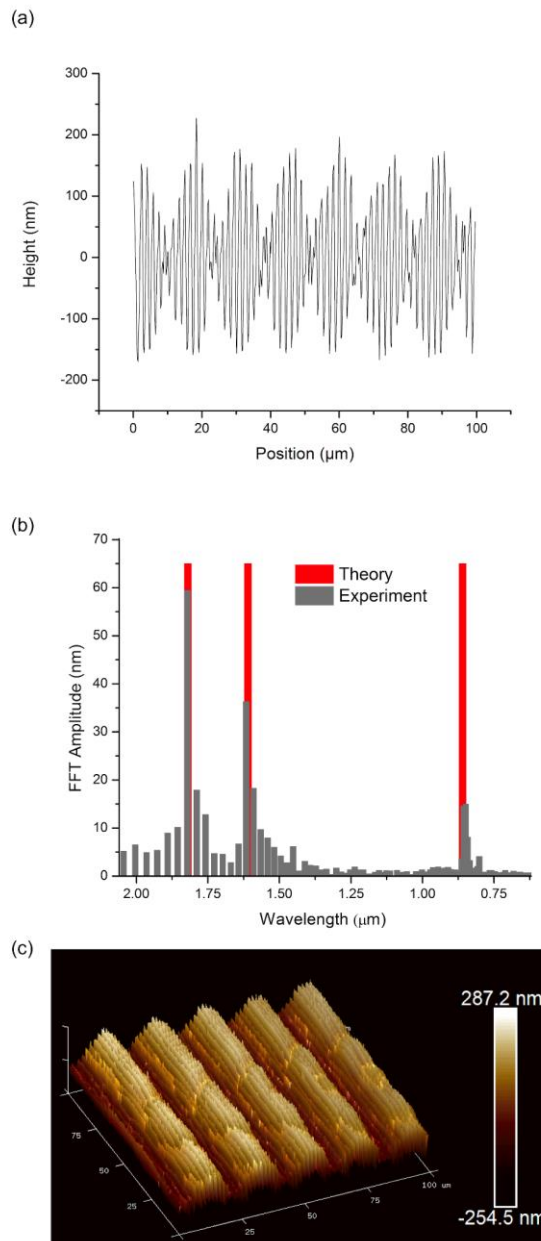 (a)
300
200
100
0
-100
-200
Height (nm)
0 20 40 60 80 100
Position (µm)
(b)
70
60
50
40
30
20
10
0
FFT Amplitude (nm)
Theory
Experiment
2.00 1.75 1.50 1.25 1.00 0.75
Wavelength (µm)
(c)
287.2 nm
-254.5 nm
75
50
25
25
50
75
100 um